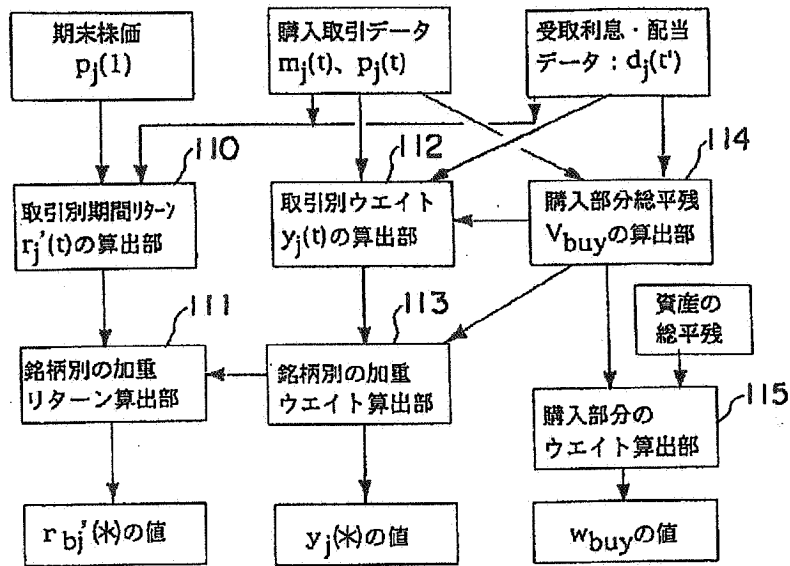 期末株価
pj(1)
購入取引データ
mj(t)、pj(t)
受取利息・配当
データ：dj(t')
110
112
114
取引別期間ﾘﾀｰﾝ
rj'(t)の算出部
取引別ウエイト
yj(t)の算出部
購入部分総平残
Vbuyの算出部
111
113
資産の
総平残
銘柄別の加重
リターン算出部
銘柄別の加重
ウエイト算出部
115
購入部分の
ウエイト算出部
rbj'(*)の値
yj(*)の値
wbuyの値